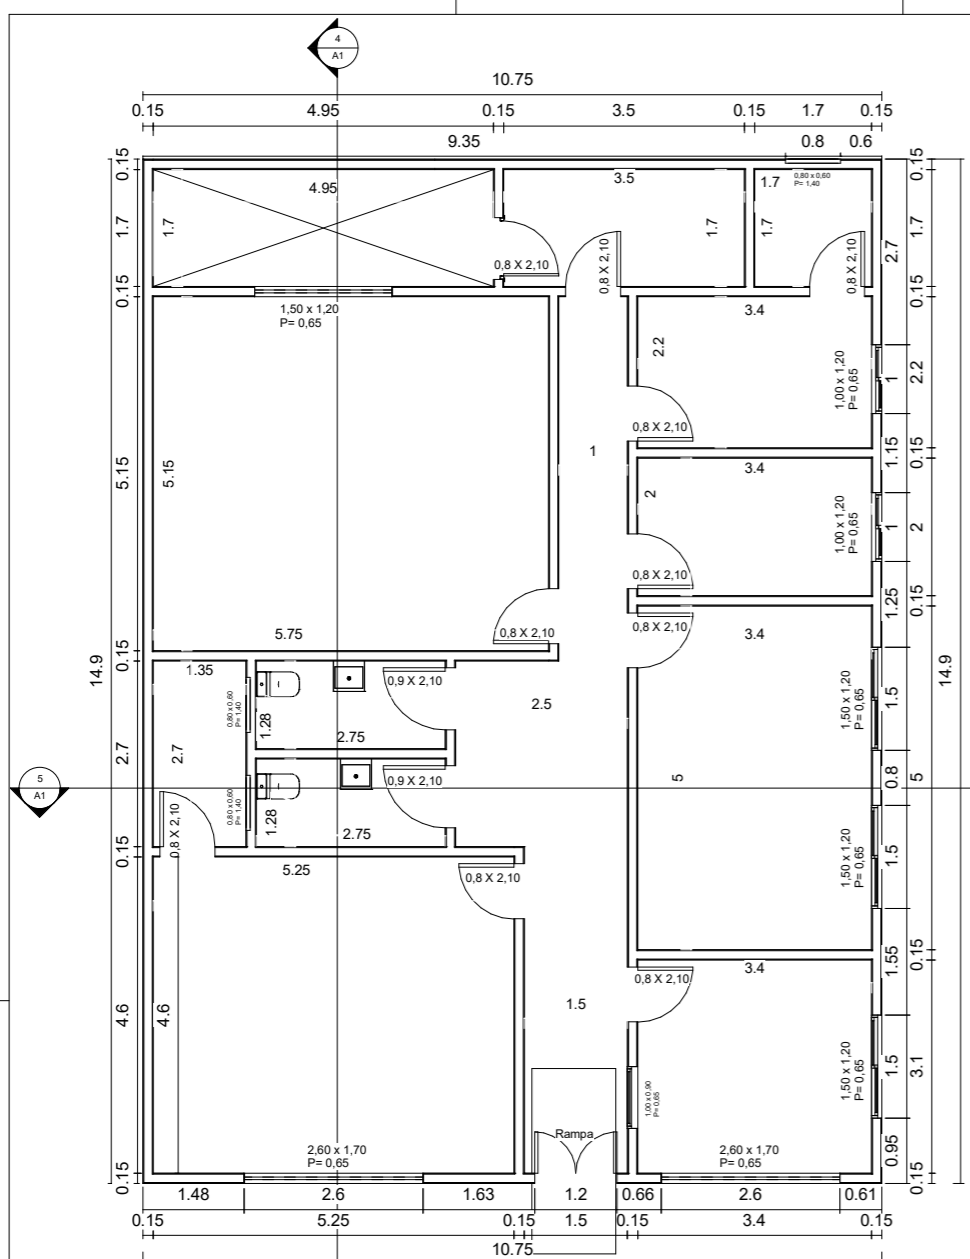 4
A1
10.75
0.15 4.95 0.15 3.5 0.15 1.7 0.15
9.35 0.8 0.6
0.15
0.15
4.95
3.5
1.7
0,80 x 0,60
P= 1,40
1.7
1.7
1.7
1.7
1.7
2.7
0,8 X 2,10
0,8 X 2,10
0,8 X 2,10
0.15
0.15
1,50 x 1,20
P= 0,65
3.4
2.2
1,00 x 1,20
P= 0,65
1
2.2
0,8 X 2,10
1
1.15
0.15
3.4
5.15
5.15
2
1,00 x 1,20
P= 0,65
1
2
0,8 X 2,10
1.25
0.15
5.75
0,8 X 2,10
0,8 X 2,10
3.4
0.15
14.9
14.9
1.35
0,80 x 0,60
P= 1,40
1.28
2.75
0,9 X 2,10
2.5
1,50 x 1,20
P= 0,65
1.5
2.7
2.7
5
0.8
5
5
A1
0,80 x 0,60
P= 1,40
1.28
2.75
0,9 X 2,10
0,8 X 2,10
1,50 x 1,20
P= 0,65
1.5
0.15
5.25
0,8 X 2,10
1.55
0.15
3.4
0,8 X 2,10
4.6
4.6
1.5
1,50 x 1,20
P= 0,65
1.5
3.1
1,00 x 0,90
P= 0,65
Rampa
2,60 x 1,70
P= 0,65
2,60 x 1,70
P= 0,65
0.95
0.15
0.15
1.48 2.6 1.63 1.2 0.66 2.6 0.61
0.15 5.25 0.15 1.5 0.15 3.4 0.15
10.75